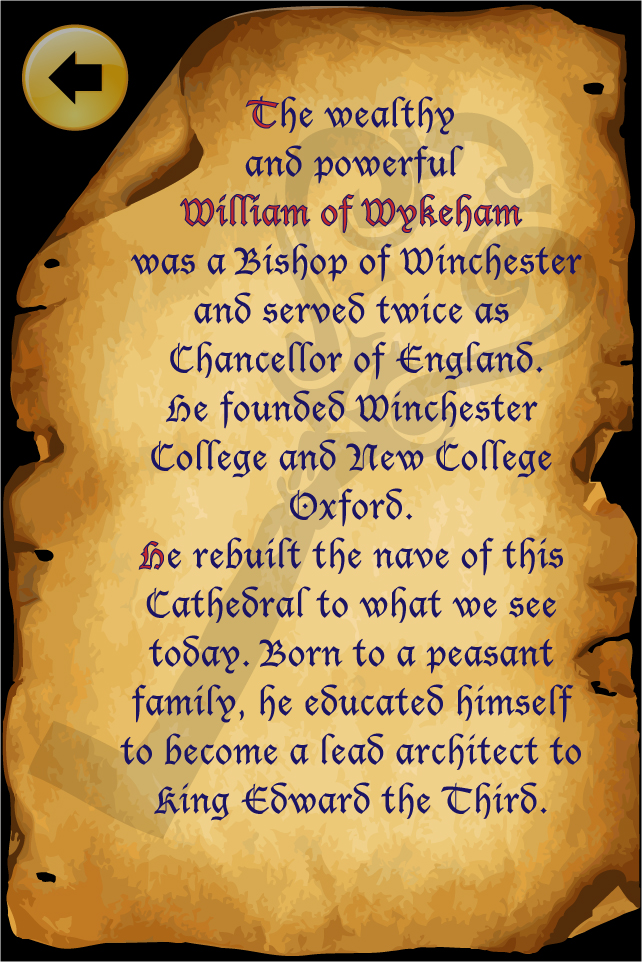 The wealthy
and powerful
William of Wykeham
was a Bishop of Winchester
and served twice as
Chancellor of England.
He founded Winchester
College and New College
Oxford.
He rebuilt the nave of this
Cathedral to what we see
today. Born to a peasant
family, he educated himself
to become a lead architect to
King Edward the Third.